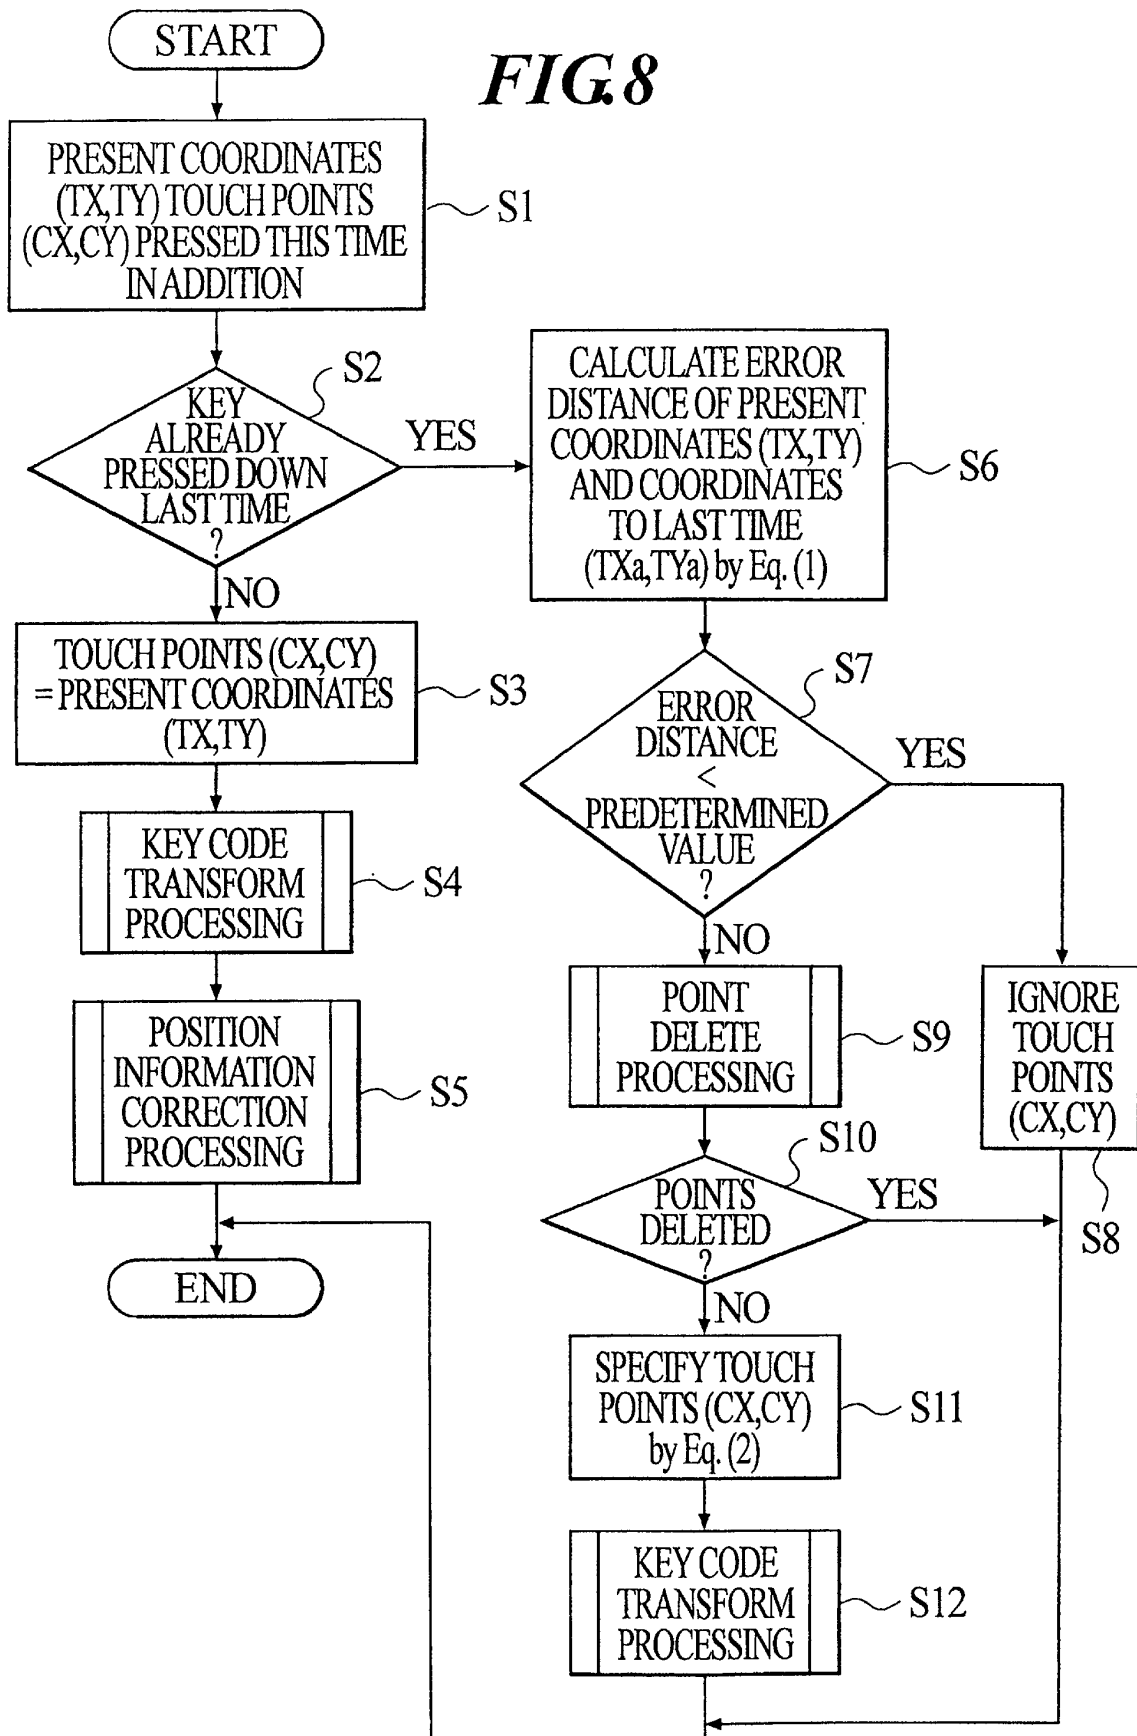 FIG.8
START
PRESENT COORDINATES
(TX,TY) TOUCH POINTS
(CX,CY) PRESSED THIS TIME
IN ADDITION
S1
KEY
ALREADY
PRESSED DOWN
LAST TIME
?
S2
YES
NO
TOUCH POINTS (CX,CY)
= PRESENT COORDINATES
(TX,TY)
S3
KEY CODE
TRANSFORM
PROCESSING
S4
POSITION
INFORMATION
CORRECTION
PROCESSING
S5
END
CALCULATE ERROR
DISTANCE OF PRESENT
COORDINATES (TX,TY)
AND COORDINATES
TO LAST TIME
(TXa,TYa) by Eq. (1)
S6
ERROR
DISTANCE
<
PREDETERMINED
VALUE
?
S7
YES
NO
IGNORE
TOUCH
POINTS
(CX,CY)
S8
POINT
DELETE
PROCESSING
S9
POINTS
DELETED
?
S10
YES
NO
SPECIFY TOUCH
POINTS (CX,CY)
by Eq. (2)
S11
KEY CODE
TRANSFORM
PROCESSING
S12